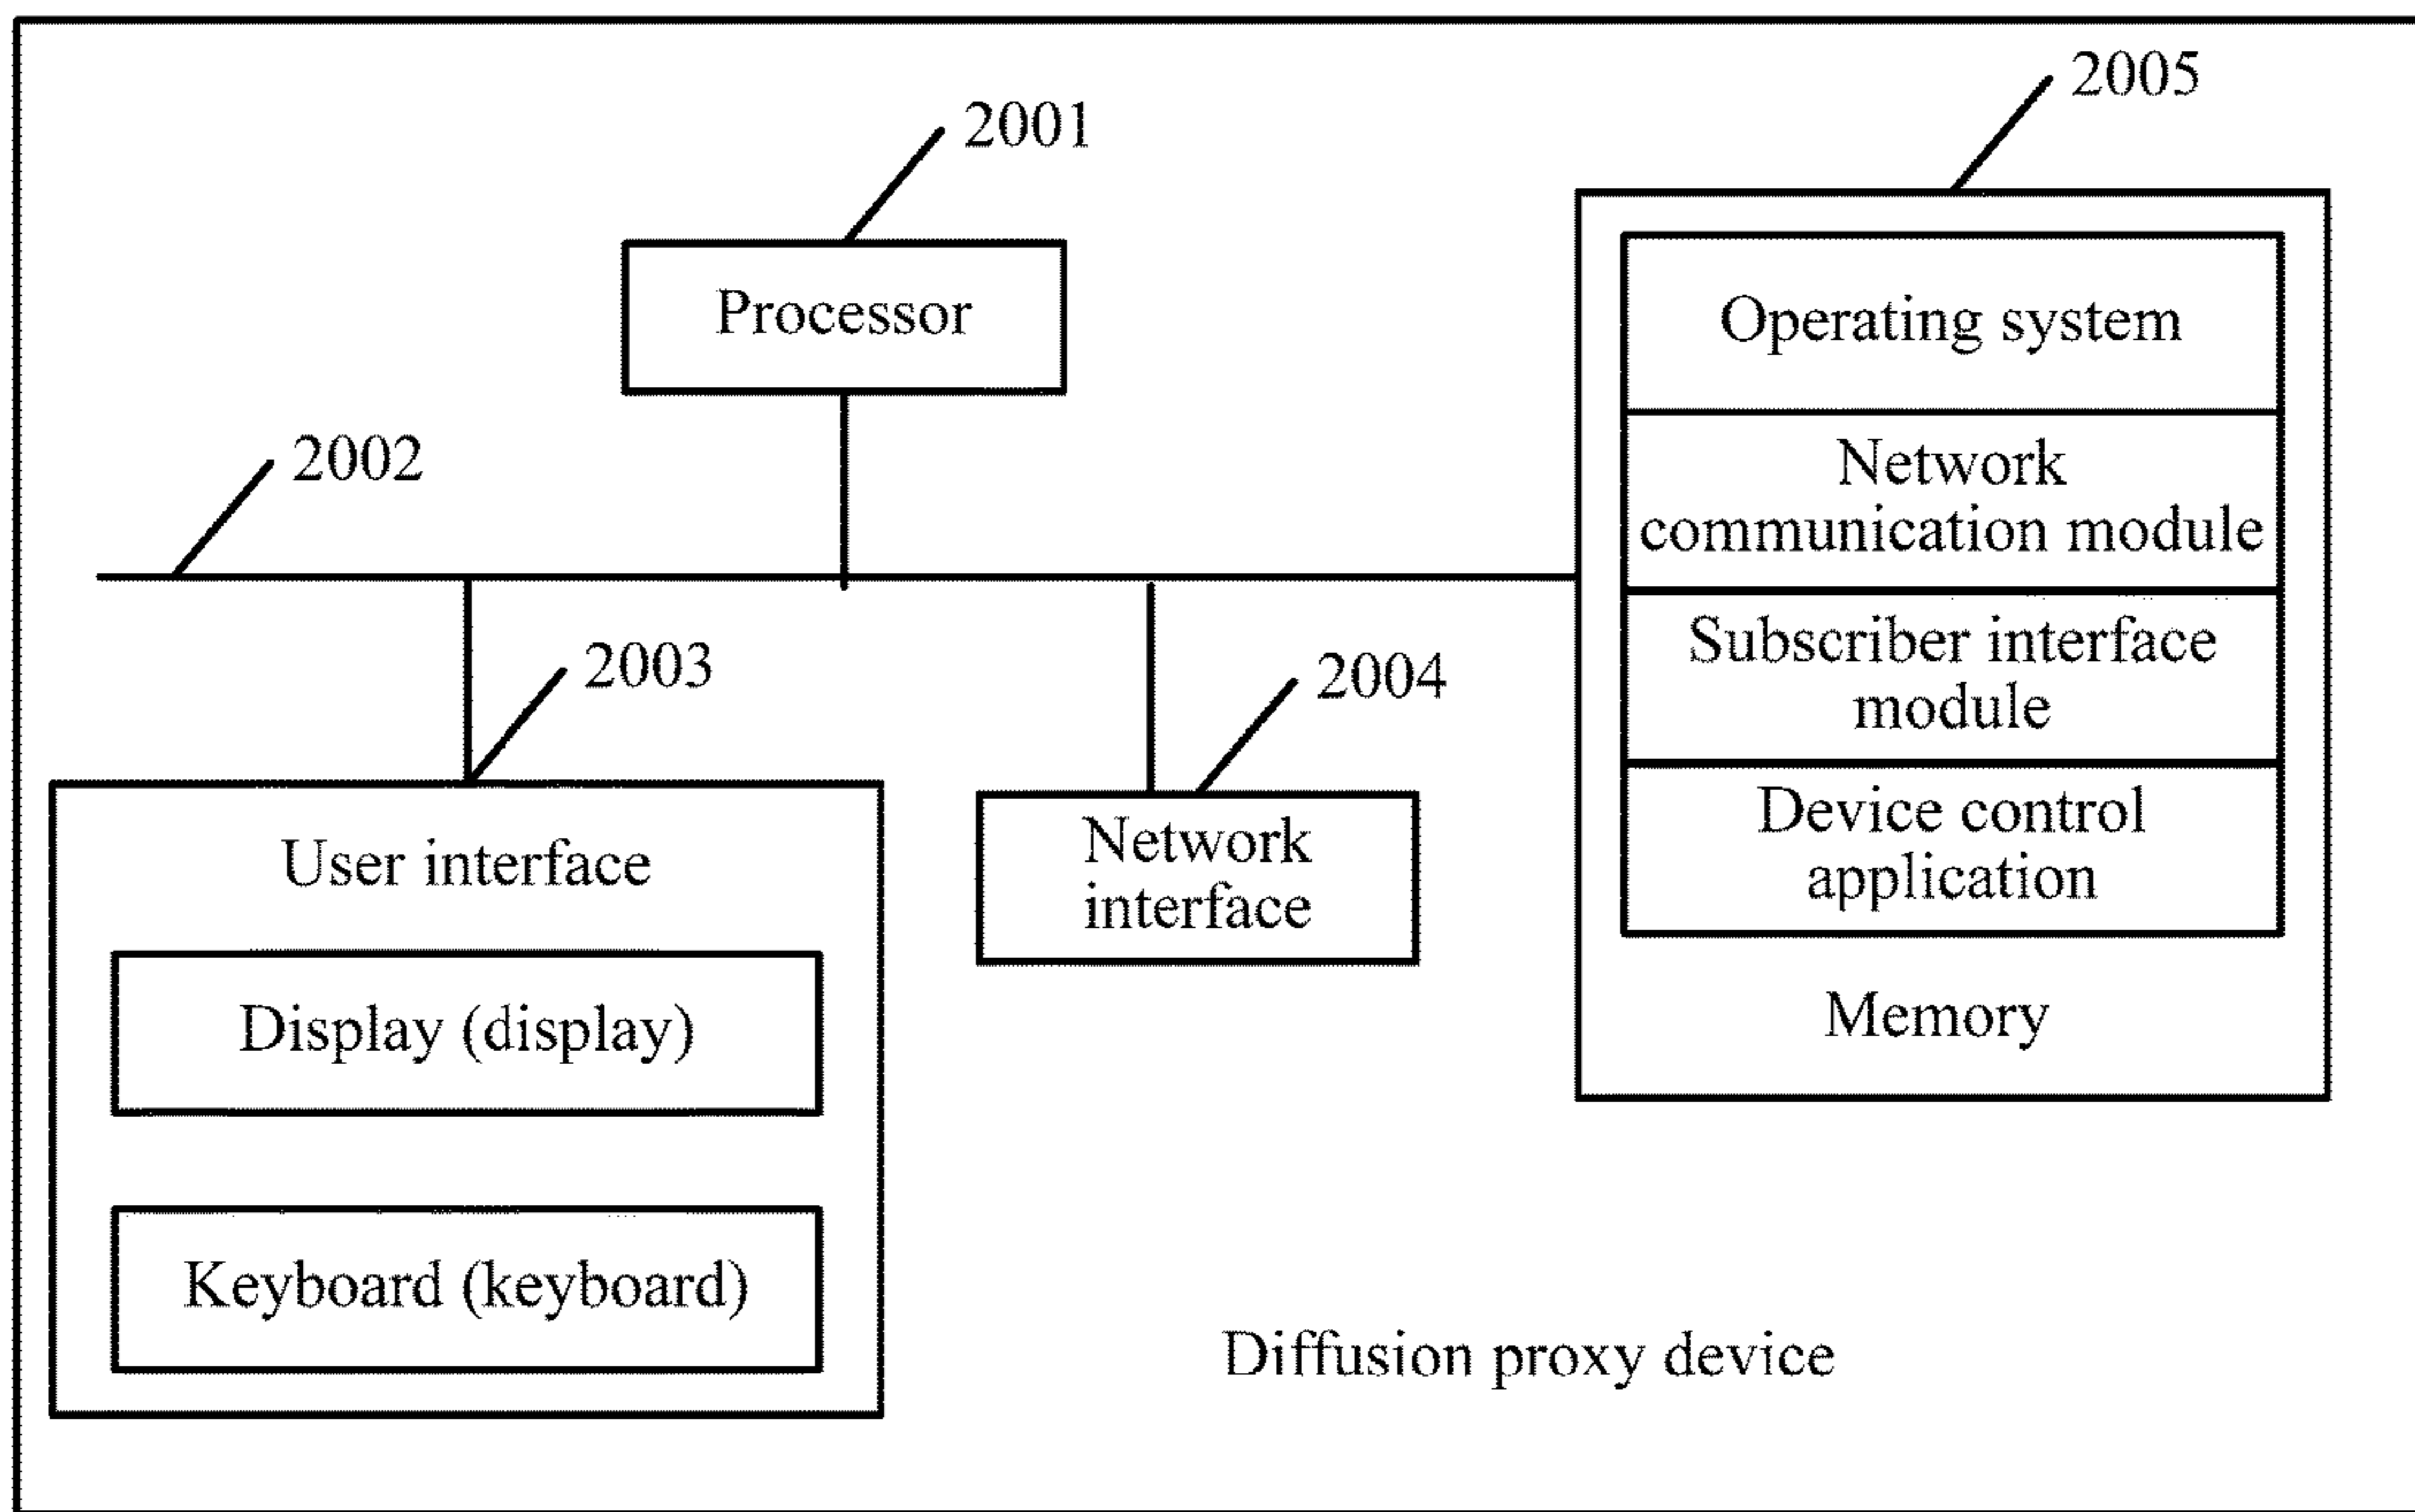 2005
2001
Processor
Operating system
Network
communication module
2002
Subscriber interface
module
2003
2004
Device control
application
User interface
Network
interface
Display (display)
Memory
Keyboard (keyboard)
Diffusion proxy device